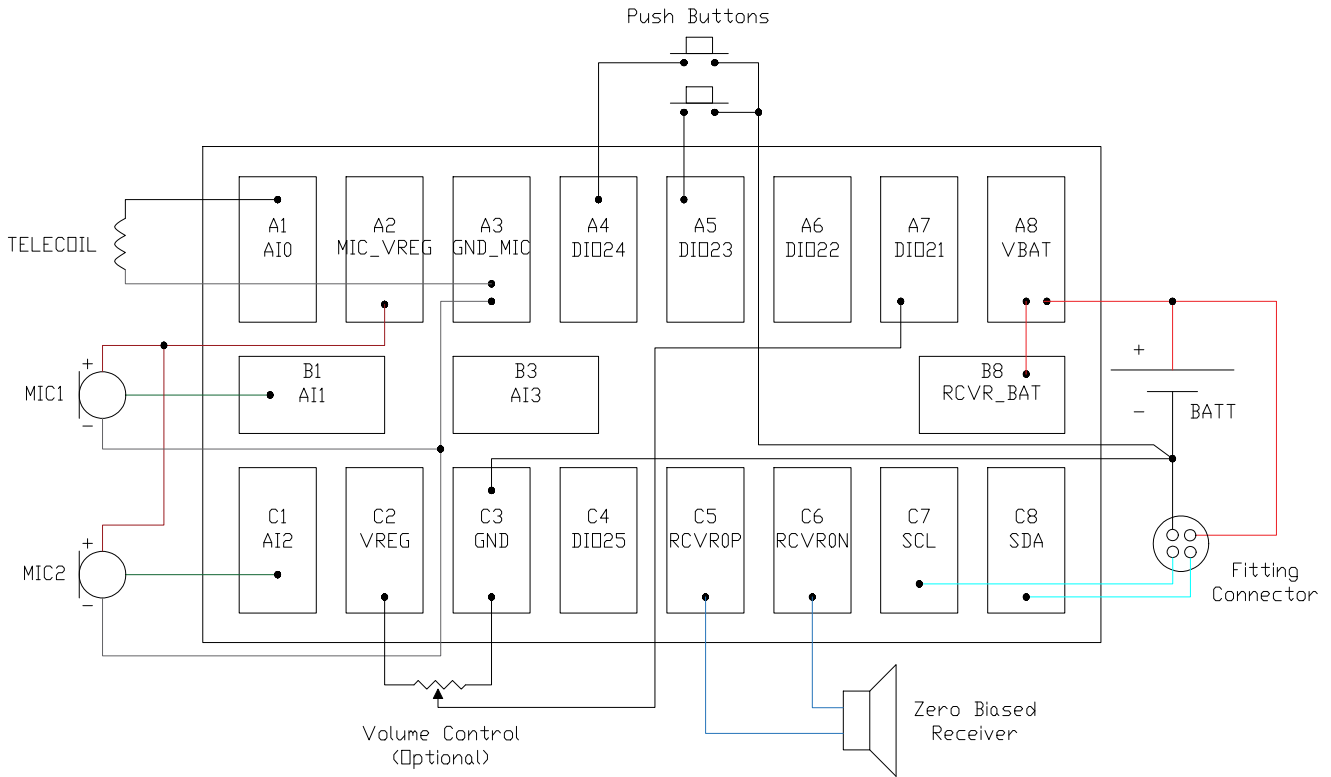 Push Buttons
A1
AI0
A2
MIC_VREG
A3
GND_MIC
A4
DIO24
A5
DIO23
A6
DIO22
A7
DIO21
A8
VBAT
TELECOIL
+
MIC1
-
B1
AI1
B3
AI3
B8
RCVR_BAT
+
-
BATT
+
MIC2
-
C1
AI2
C2
VREG
C3
GND
C4
DIO25
C5
RCVR0P
C6
RCVR0N
C7
SCL
C8
SDA
Fitting
Connector
Volume Control
(Optional)
Zero Biased
Receiver